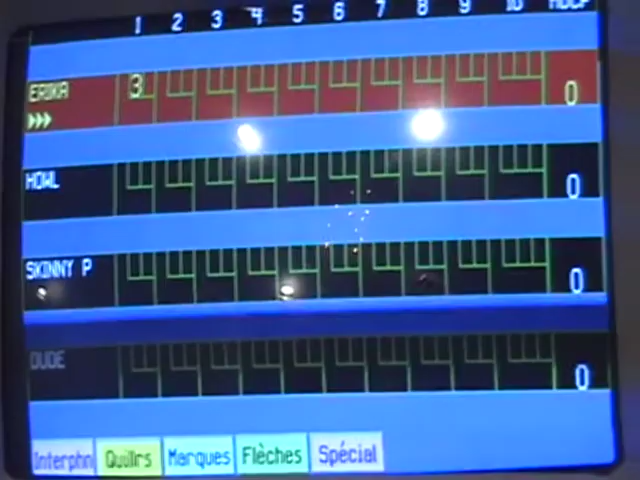 1 2 3 4 5 6 7 8 9 10 HDCP
ERIKA 3 0
HOWL 0
SKINNY P 0
DUDE 0
Interphn Quillrs Marques Flèches Spécial